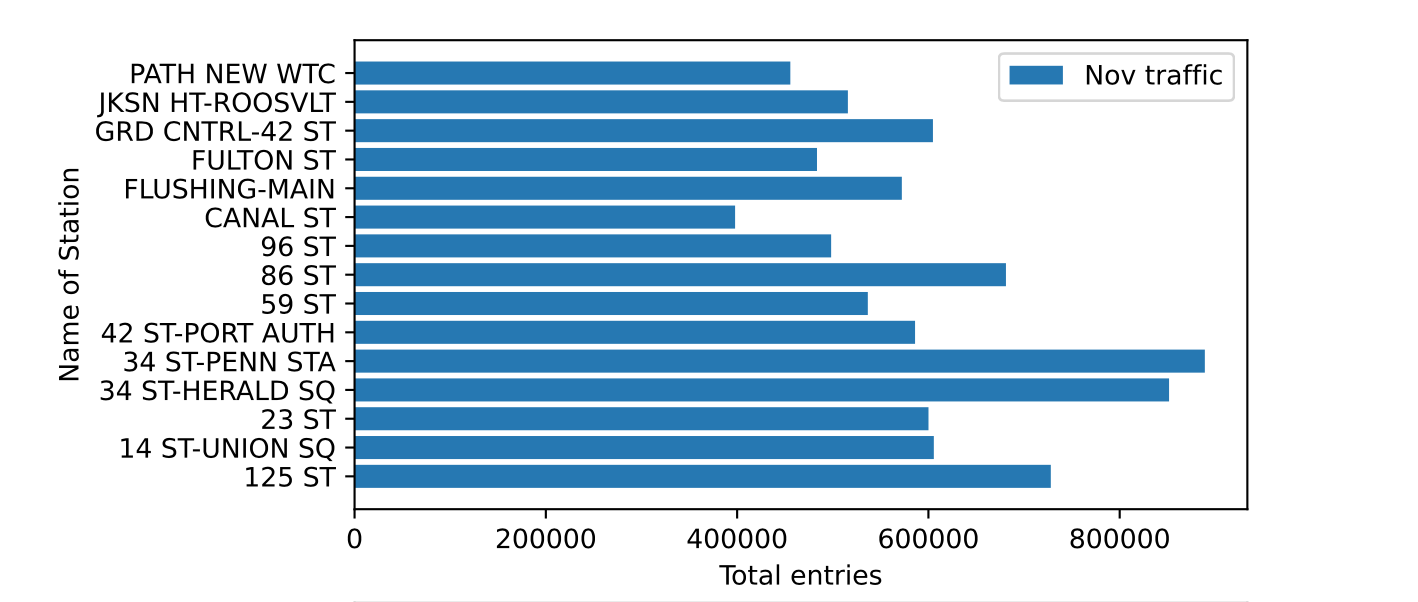 Nov traffic
PATH NEW WTC
JKSN HT-ROOSVLT
GRD CNTRL-42 ST
FULTON ST
FLUSHING-MAIN
CANAL ST
96 ST
86 ST
59 ST
42 ST-PORT AUTH
34 ST-PENN STA
34 ST-HERALD SQ
23 ST
14 ST-UNION SQ
125 ST
Name of Station
0 200000 400000 600000 800000
Total entries